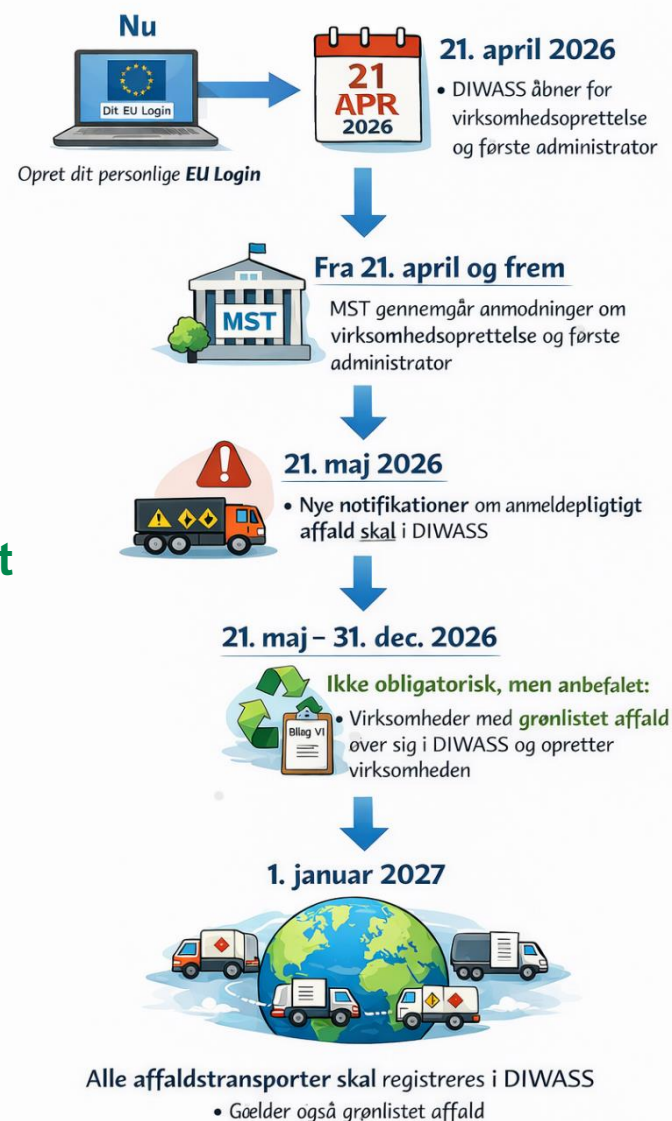 Nu
Dit EU Login
Opret dit personlige EU Login
21
APR
2026
21. april 2026
• DIWASS åbner for
virksomhedsoprettelse
og første administrator
Fra 21. april og frem
MST
MST gennemgår anmodninger om
virksomhedsoprettelse og første
administrator
21. maj 2026
• Nye notifikationer om anmeldepligtigt
affald skal i DIWASS
t
21. maj – 31. dec. 2026
Ikke obligatorisk, men anbefalet:
Bilag VI
• Virksomheder med grønlistet affald
over sig i DIWASS og opretter
virksomheden
1. januar 2027
Alle affaldstransporter skal registreres i DIWASS
• Gœlder også grønlistet affald